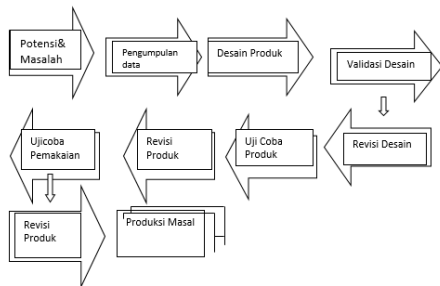 Potensi&
Masalah
Pengumpulan
data
Desain Produk
Validasi Desain
Revisi Desain
Uji Coba
Produk
Revisi
Produk
Ujicoba
Pemakaian
Revisi
Produk
Produksi Masal